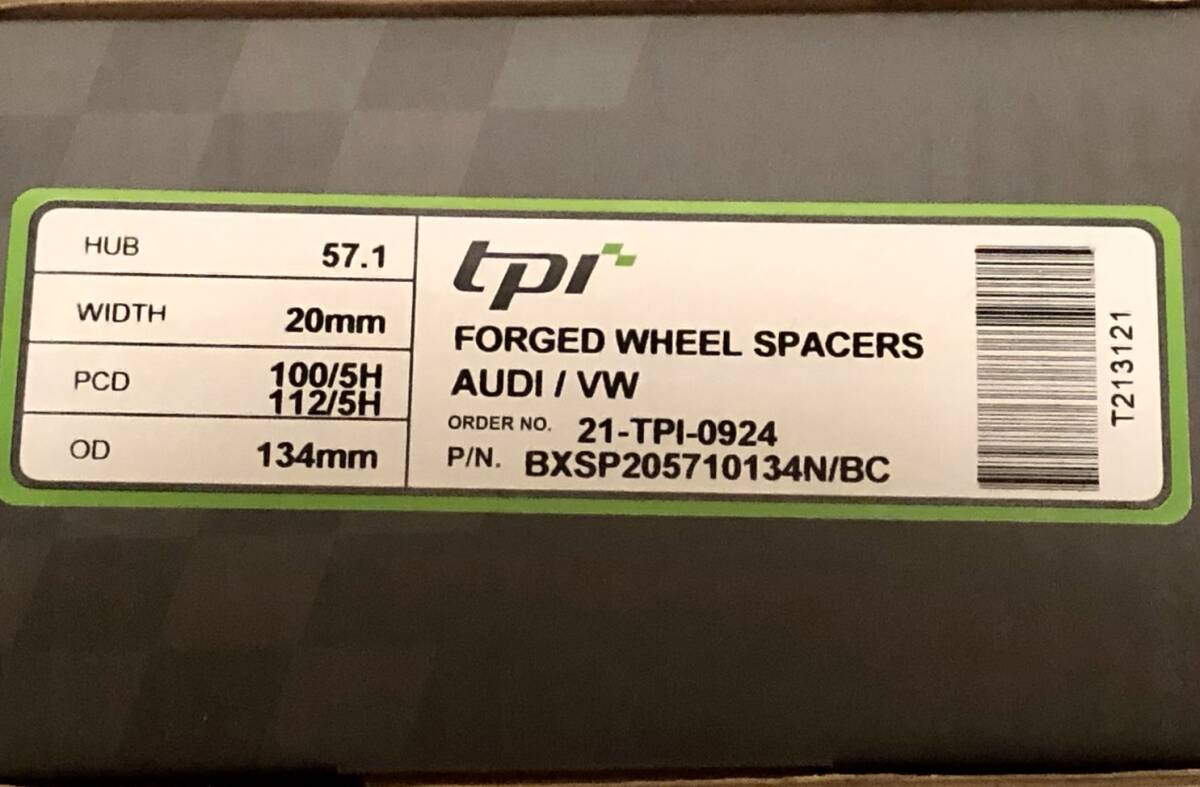 HUB 57.1
WIDTH 20mm
PCD 100/5H
112/5H
OD 134mm
tpi
FORGED WHEEL SPACERS
AUDI / VW
ORDER NO. 21-TPI-0924
P/N. BXSP205710134N/BC
T213121